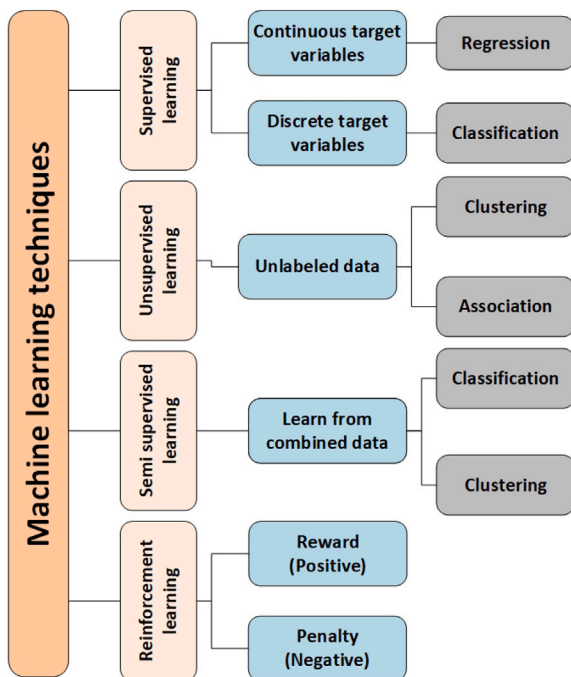 Machine learning techniques
Supervised
learning
Continuous target
variables
Regression
Discrete target
variables
Classification
Unsupervised
learning
Unlabeled data
Clustering
Association
Semi supervised
learning
Learn from
combined data
Classification
Clustering
Reinforcement
learning
Reward
(Positive)
Penalty
(Negative)